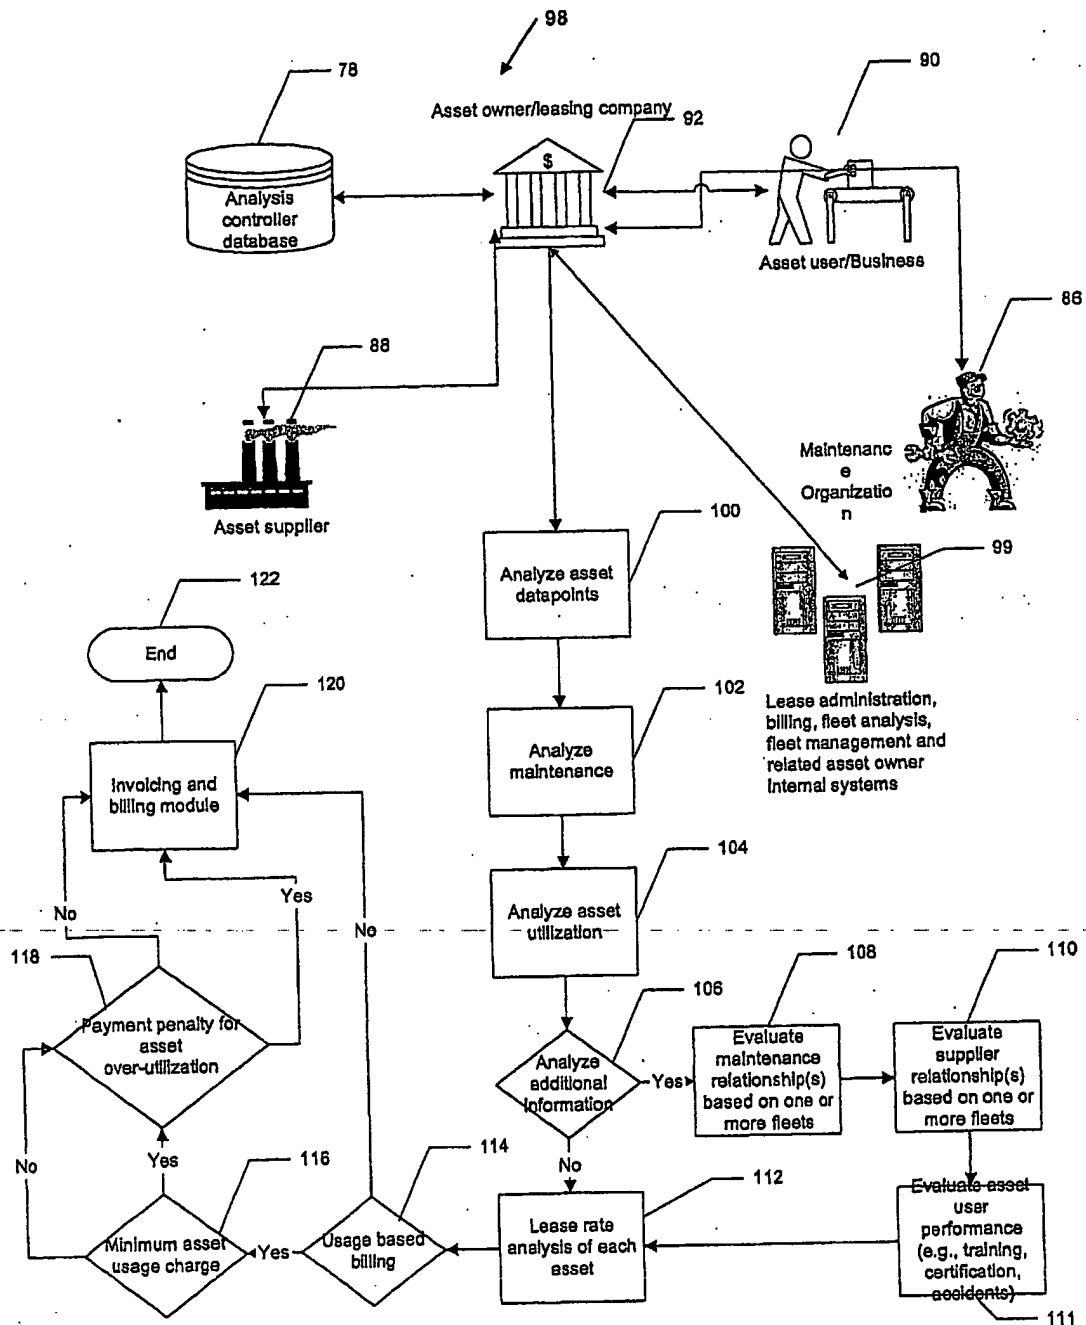 98
78
90
Asset owner/leasing company
92
$
Analysis
controller
database
Asset user/Business
86
88
Maintenanc
e
Organizatio
n
Asset supplier
100
99
Analyze asset
datapoints
122
End
Lease administration,
billing, fleet analysis,
fleet management and
related asset owner
Internal systems
120
102
Invoicing and
billing module
Analyze
maintenance
104
Yes
No
No
Analyze asset
utilization
118
108
110
106
Payment penalty for
asset
over-utilization
Analyze
additional
information
Yes
Evaluate
maintenance
relationship(s)
based on one or
more fleets
Evaluate
supplier
relationship(s)
based on one or
more fleets
No
Yes
116
114
No
112
Minimum asset
usage charge
Yes
Usage based
billing
Lease rate
analysis of each
asset
Evaluate asset
user
performance
(e.g., training,
certification,
accidents)
111